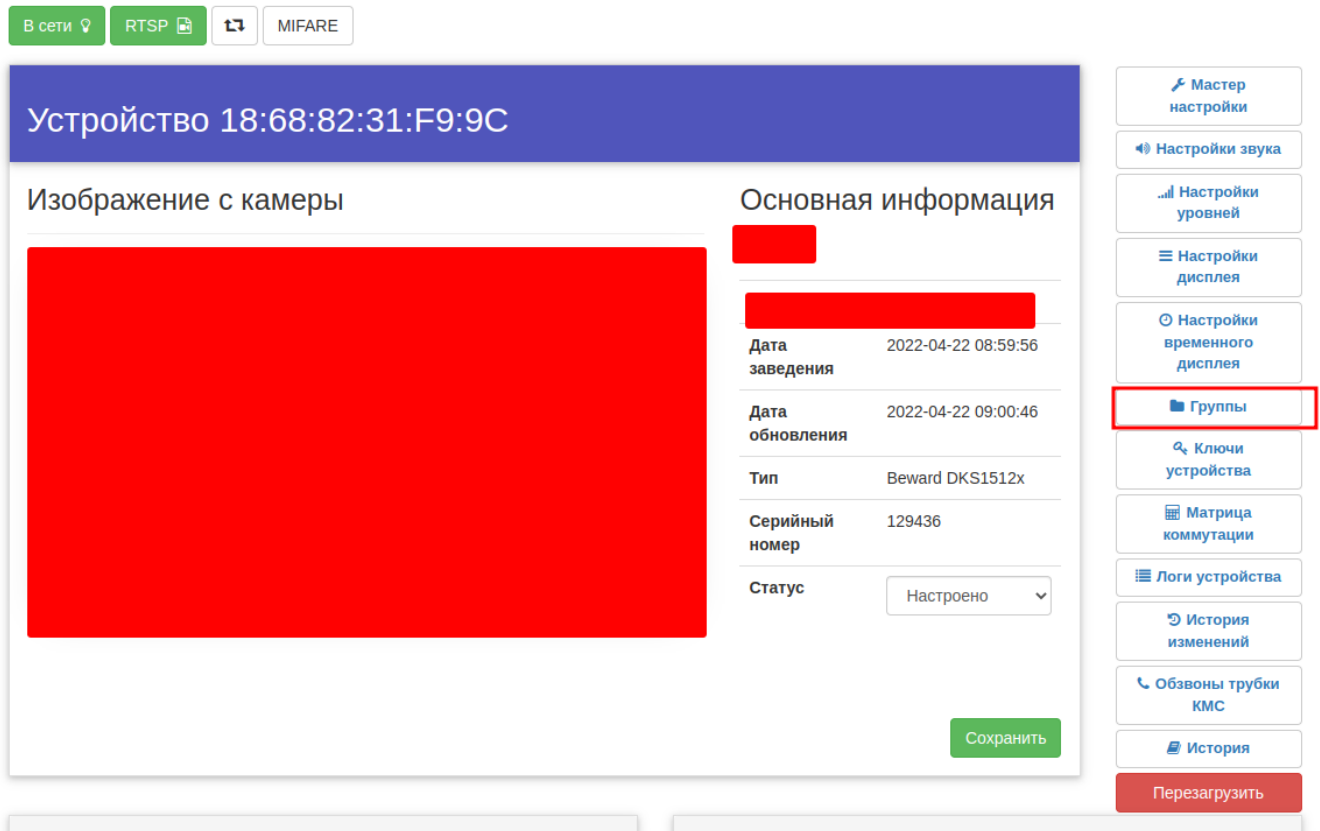 В сети RTSP MIFARE
Устройство 18:68:82:31:F9:9C
Изображение с камеры
Основная информация
Дата
заведения
2022-04-22 08:59:56
Дата
обновления
2022-04-22 09:00:46
Тип
Beward DKS1512x
Серийный
номер
129436
Статус
Настроено
Сохранить
Мастер
настройки
Настройки звука
Настройки
уровней
Настройки
дисплея
Настройки
временного
дисплея
Группы
Ключи
устройства
Матрица
коммутации
Логи устройства
История
изменений
Обзвоны трубки
КМС
История
Перезагрузить